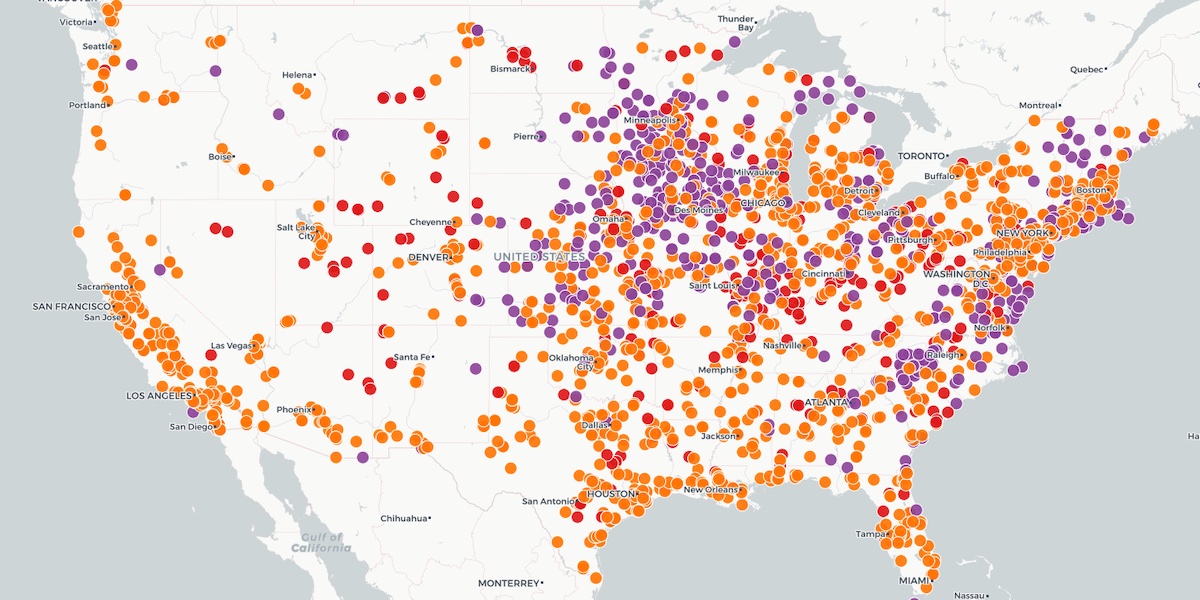 VANCOUVER
Victoria
Seattle
Portland
Helena
Bismarck
Thunder
Bay
Quebec
Montreal
Minneapolis
Pierre
Boise
TORONTO
Buffalo
Boston
Milwaukee
Detroit
CHICAGO
Des Moines
Cleveland
Omaha
Cheyenne
Salt Lake
City
Pittsburgh
NEW YORK
Philadelphia
DENVER
UNITED STATES
Cincinnati
WASHINGTON
D.C.
Saint Louis
Sacramento
SAN FRANCISCO
San Jose
Norfolk
Las Vegas
Santa Fe
Oklahoma
City
Nashville
Raleigh
Memphis
LOS ANGELES
Phoenix
ATLANTA
San Diego
Dallas
Jackson
HOUSTON
New Orleans
San Antonio
Chihuahua
Tampa
Gulf of
California
MONTERREY
MIAMI
Nassau
Ha